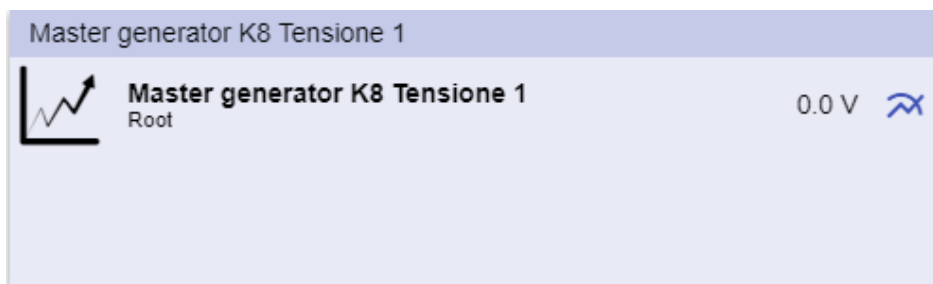 Master generator K8 Tensione 1
Master generator K8 Tensione 1
Root
0.0 V